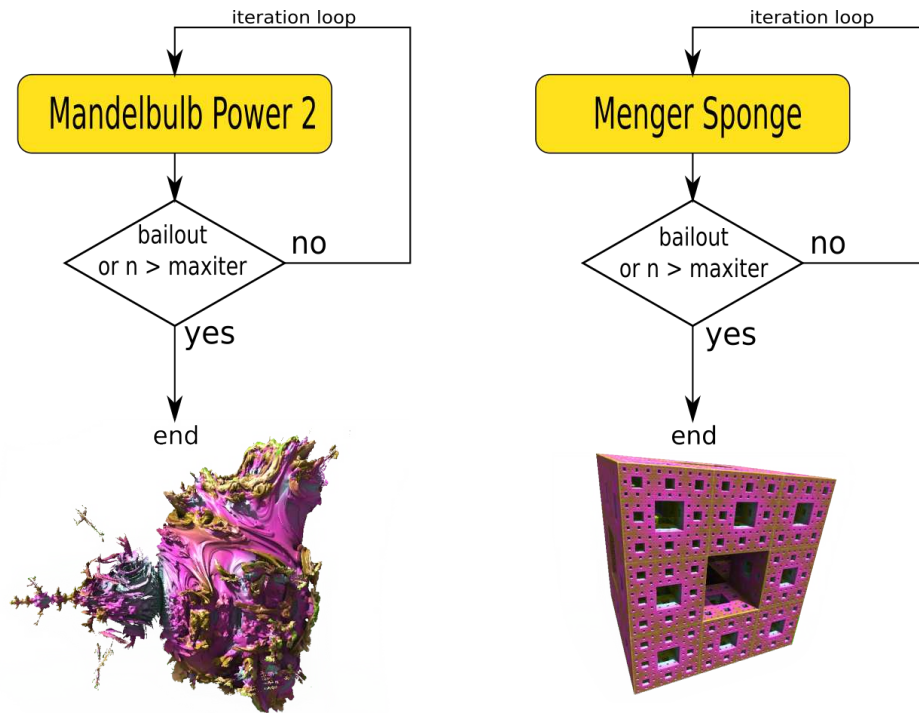 iteration loop
Mandelbulb Power 2
bailout
or n > maxiter
no
yes
end
iteration loop
Menger Sponge
bailout
or n > maxiter
no
yes
end